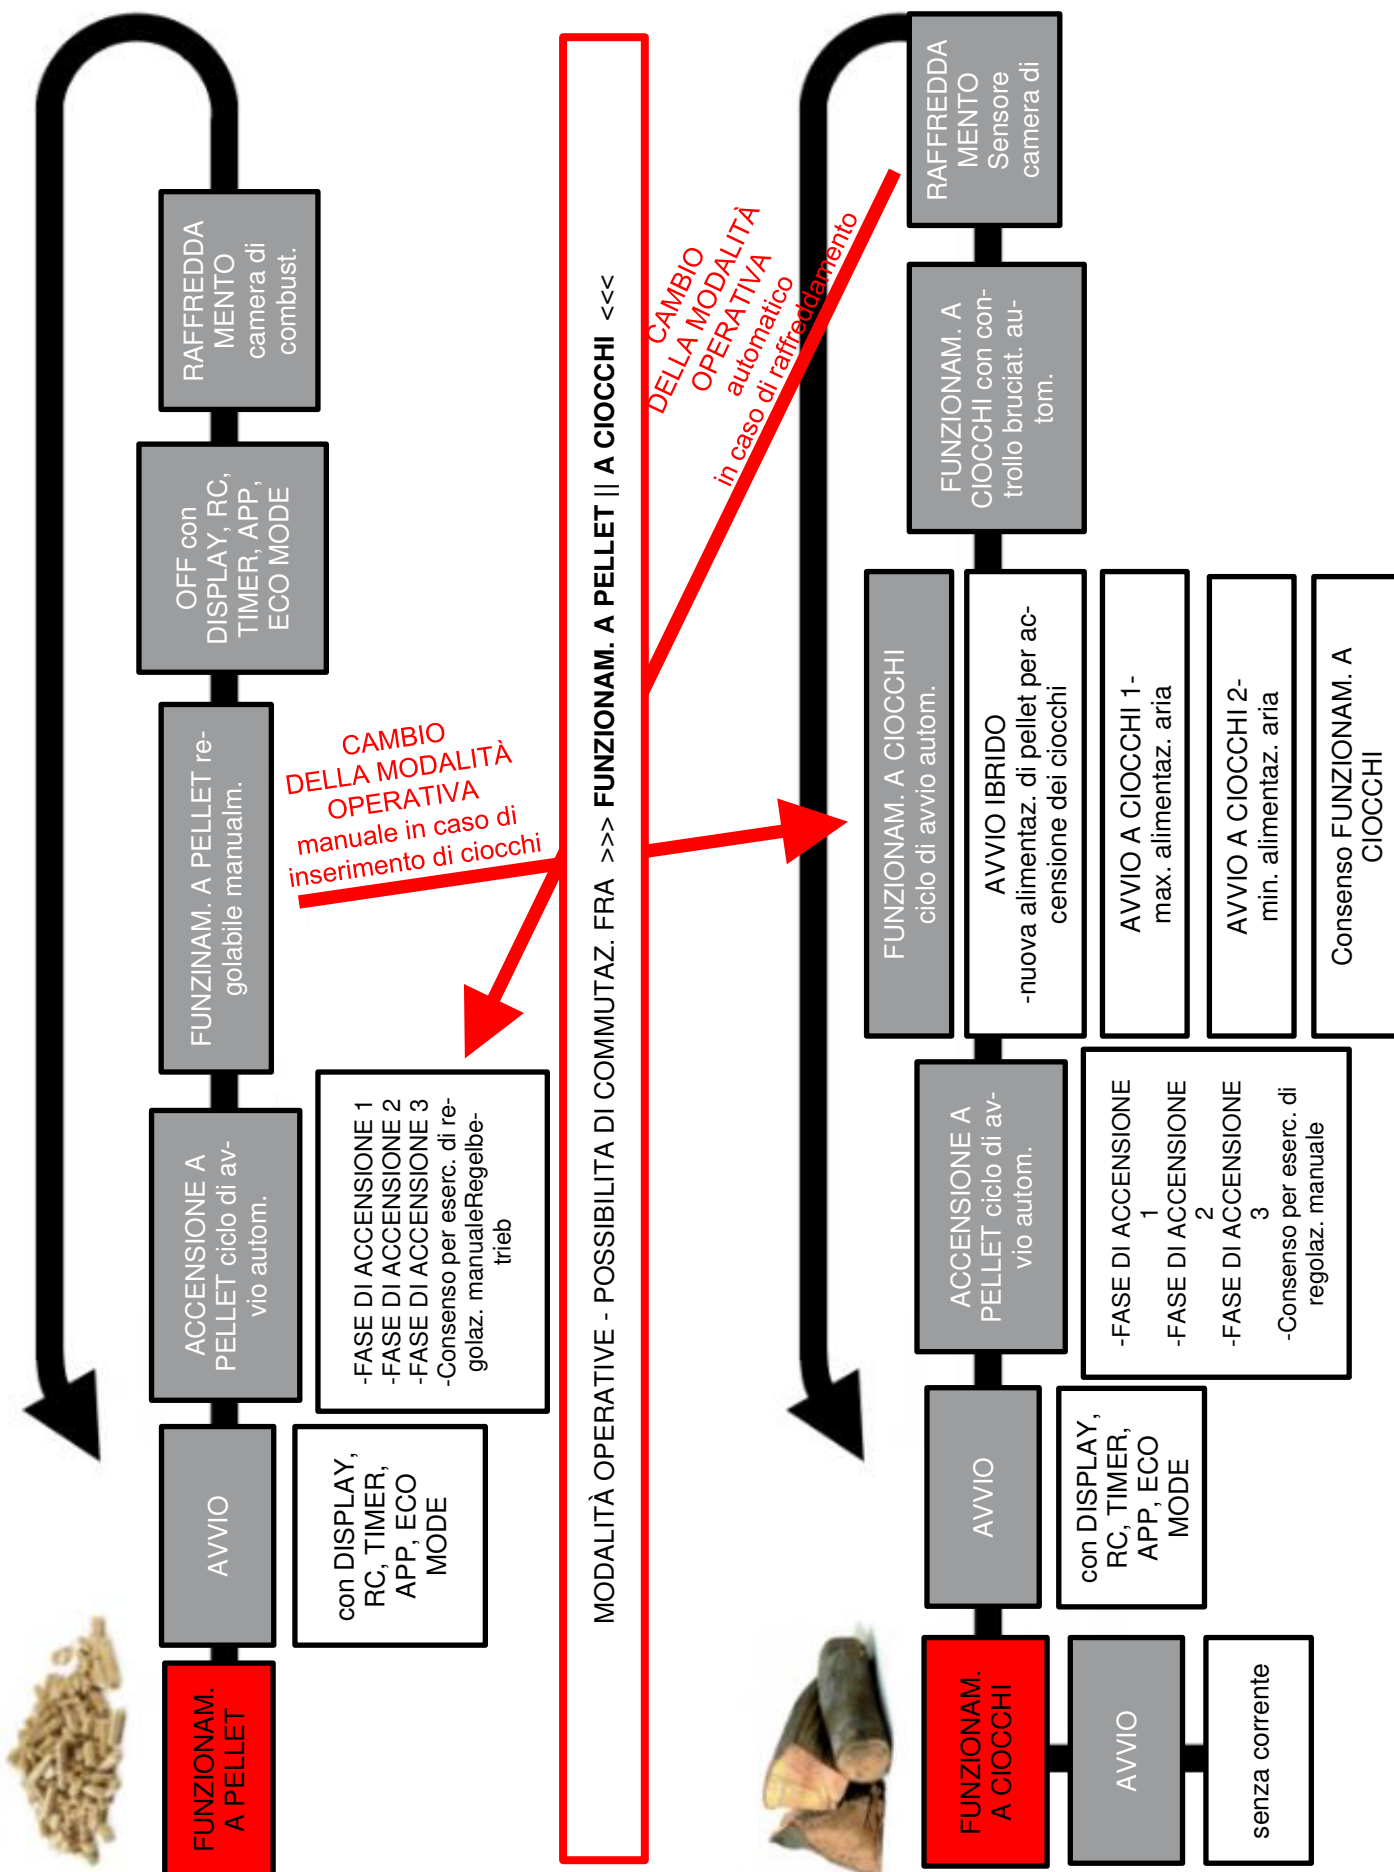 FUNZIONAM.
A PELLET
AVVIO
con DISPLAY,
RC, TIMER,
APP, ECO
MODE
ACCENSIONE A
PELLET ciclo di av-
vio autom.
-FASE DI ACCENSIONE 1
-FASE DI ACCENSIONE 2
-FASE DI ACCENSIONE 3
-Consenso per eserc. di re-
golaz. manualeRegelbe-
trieb
FUNZINAM. A PELLET re-
golabile manualm.
OFF con
DISPLAY, RC,
TIMER, APP,
ECO MODE
RAFFREDDA
MENTO
camera di
combust.
CAMBIO
DELLA MODALITÀ
OPERATIVA
manuale in caso di
inserimento di ciocchi
MODALITÀ OPERATIVE - POSSIBILITA DI COMMUTAZ. FRA >>> FUNZIONAM. A PELLET || A CIOCCHI <<<
CAMBIO
DELLA MODALITÀ
OPERATIVA
automatico
in caso di raffreddamento
FUNZIONAM.
A CIOCCHI
AVVIO
senza corrente
AVVIO
con DISPLAY,
RC, TIMER,
APP, ECO
MODE
ACCENSIONE A
PELLET ciclo di av-
vio autom.
-FASE DI ACCENSIONE
1
-FASE DI ACCENSIONE
2
-FASE DI ACCENSIONE
3
-Consenso per eserc. di
regolaz. manuale
FUNZIONAM. A CIOCCHI
ciclo di avvio autom.
AVVIO IBRIDO
-nuova alimentaz. di pellet per ac-
censione dei ciocchi
AVVIO A CIOCCHI 1-
max. alimentaz. aria
AVVIO A CIOCCHI 2-
min. alimentaz. aria
Consenso FUNZIONAM. A
CIOCCHI
FUNZIONAM. A
CIOCCHI con con-
trollo bruciat. au-
tom.
RAFFREDDA
MENTO
Sensore
camera di